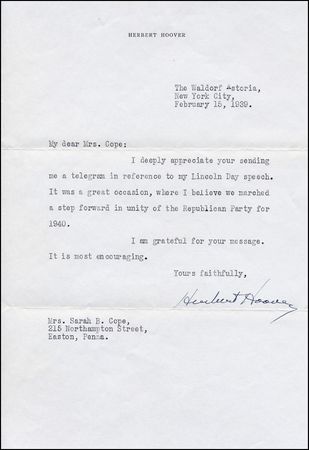 HERBERT HOOVER
The Waldorf Astoria,
New York City,
February 15, 1939.
My dear Mrs. Cope:
I deeply appreciate your sending
me a telegram in reference to my Lincoln Day speech.
It was a great occasion, where I believe we marched
a step forward in unity of the Republican Party for
1940.
I am grateful for your message.
It is most encouraging.
Yours faithfully,
Herbert Hoover
Mrs. Sarah B. Cope,
215 Northampton Street,
Easton, Penna.